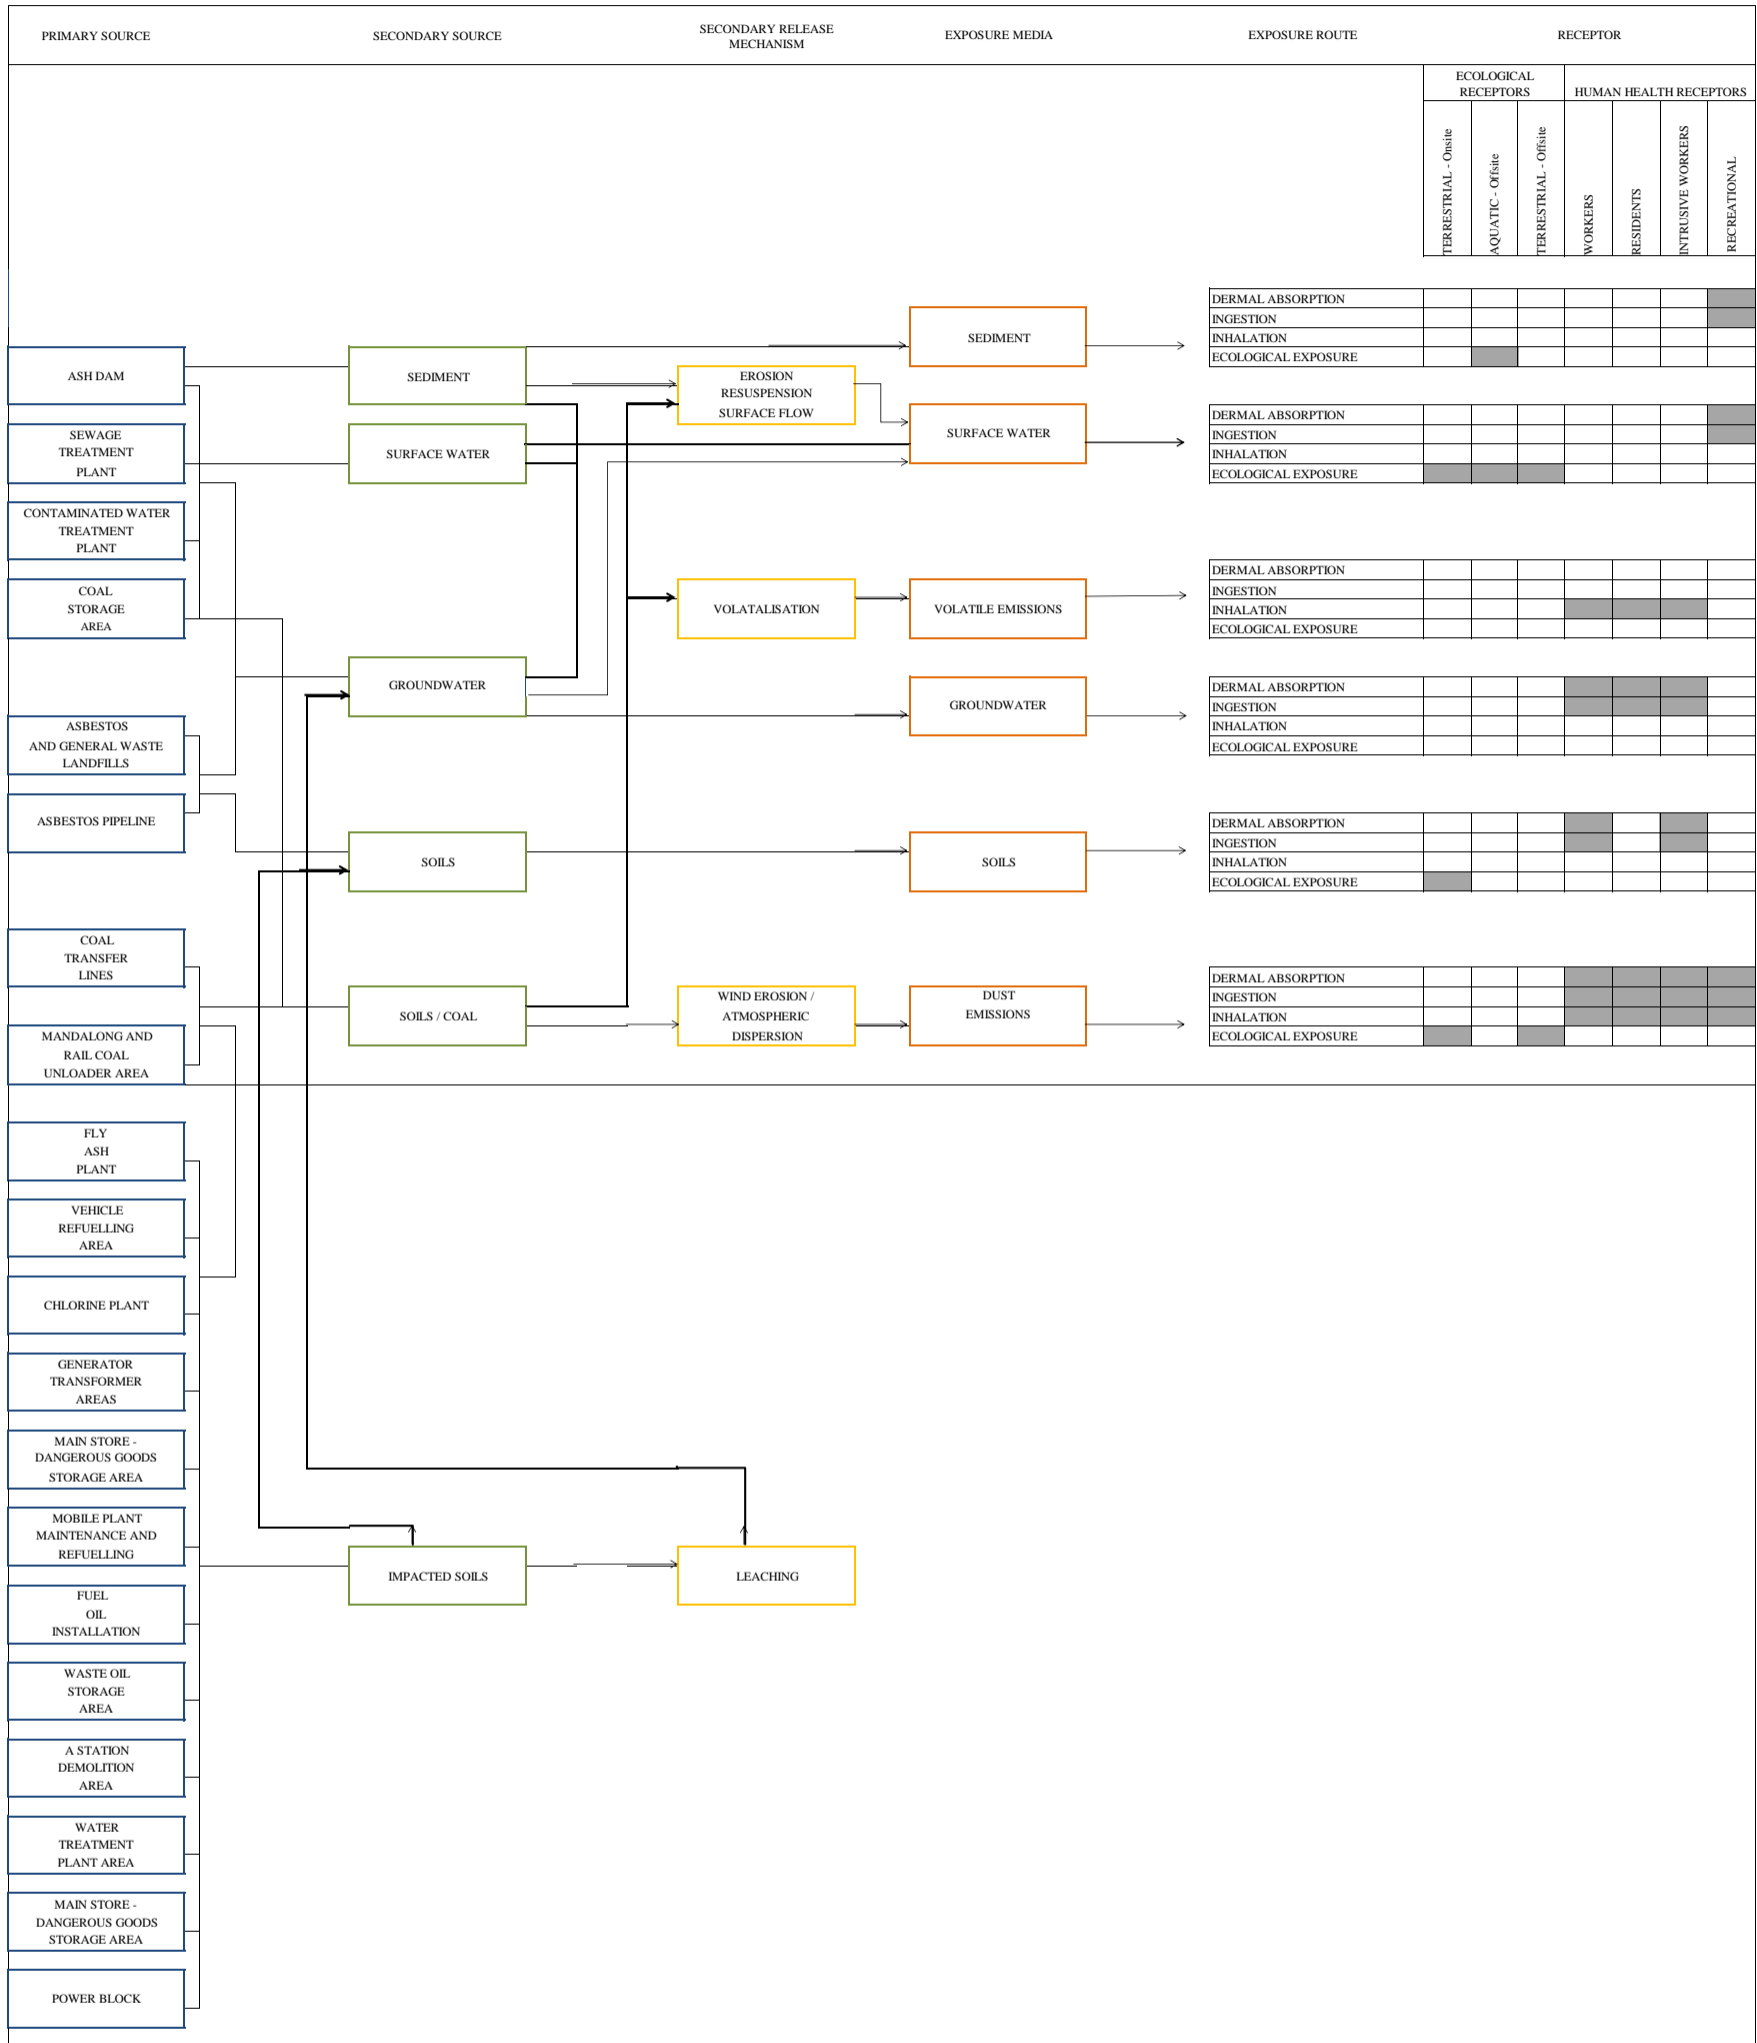 PRIMARY SOURCE
SECONDARY SOURCE
SECONDARY RELEASE
MECHANISM
EXPOSURE MEDIA
EXPOSURE ROUTE
RECEPTOR
ECOLOGICAL
RECEPTORS
HUMAN HEALTH RECEPTORS
TERRESTRIAL - Onsite
AQUATIC - Offsite
TERRESTRIAL - Offsite
WORKERS
RESIDENTS
INTRUSIVE WORKERS
RECREATIONAL
ASH DAM
SEWAGE
TREATMENT
PLANT
CONTAMINATED WATER
TREATMENT
PLANT
COAL
STORAGE
AREA
ASBESTOS
AND GENERAL WASTE
LANDFILLS
ASBESTOS PIPELINE
COAL
TRANSFER
LINES
MANDALONG AND
RAIL COAL
UNLOADER AREA
FLY
ASH
PLANT
VEHICLE
REFUELLING
AREA
CHLORINE PLANT
GENERATOR
TRANSFORMER
AREAS
MAIN STORE -
DANGEROUS GOODS
STORAGE AREA
MOBILE PLANT
MAINTENANCE AND
REFUELLING
FUEL
OIL
INSTALLATION
WASTE OIL
STORAGE
AREA
A STATION
DEMOLITION
AREA
WATER
TREATMENT
PLANT AREA
MAIN STORE -
DANGEROUS GOODS
STORAGE AREA
POWER BLOCK
SEDIMENT
SURFACE WATER
GROUNDWATER
SOILS
SOILS / COAL
IMPACTED SOILS
EROSION
RESUSPENSION
SURFACE FLOW
VOLATALISATION
WIND EROSION /
ATMOSPHERIC
DISPERSION
LEACHING
SEDIMENT
SURFACE WATER
VOLATILE EMISSIONS
GROUNDWATER
SOILS
DUST
EMISSIONS
DERMAL ABSORPTION
INGESTION
INHALATION
ECOLOGICAL EXPOSURE
DERMAL ABSORPTION
INGESTION
INHALATION
ECOLOGICAL EXPOSURE
DERMAL ABSORPTION
INGESTION
INHALATION
ECOLOGICAL EXPOSURE
DERMAL ABSORPTION
INGESTION
INHALATION
ECOLOGICAL EXPOSURE
DERMAL ABSORPTION
INGESTION
INHALATION
ECOLOGICAL EXPOSURE
DERMAL ABSORPTION
INGESTION
INHALATION
ECOLOGICAL EXPOSURE